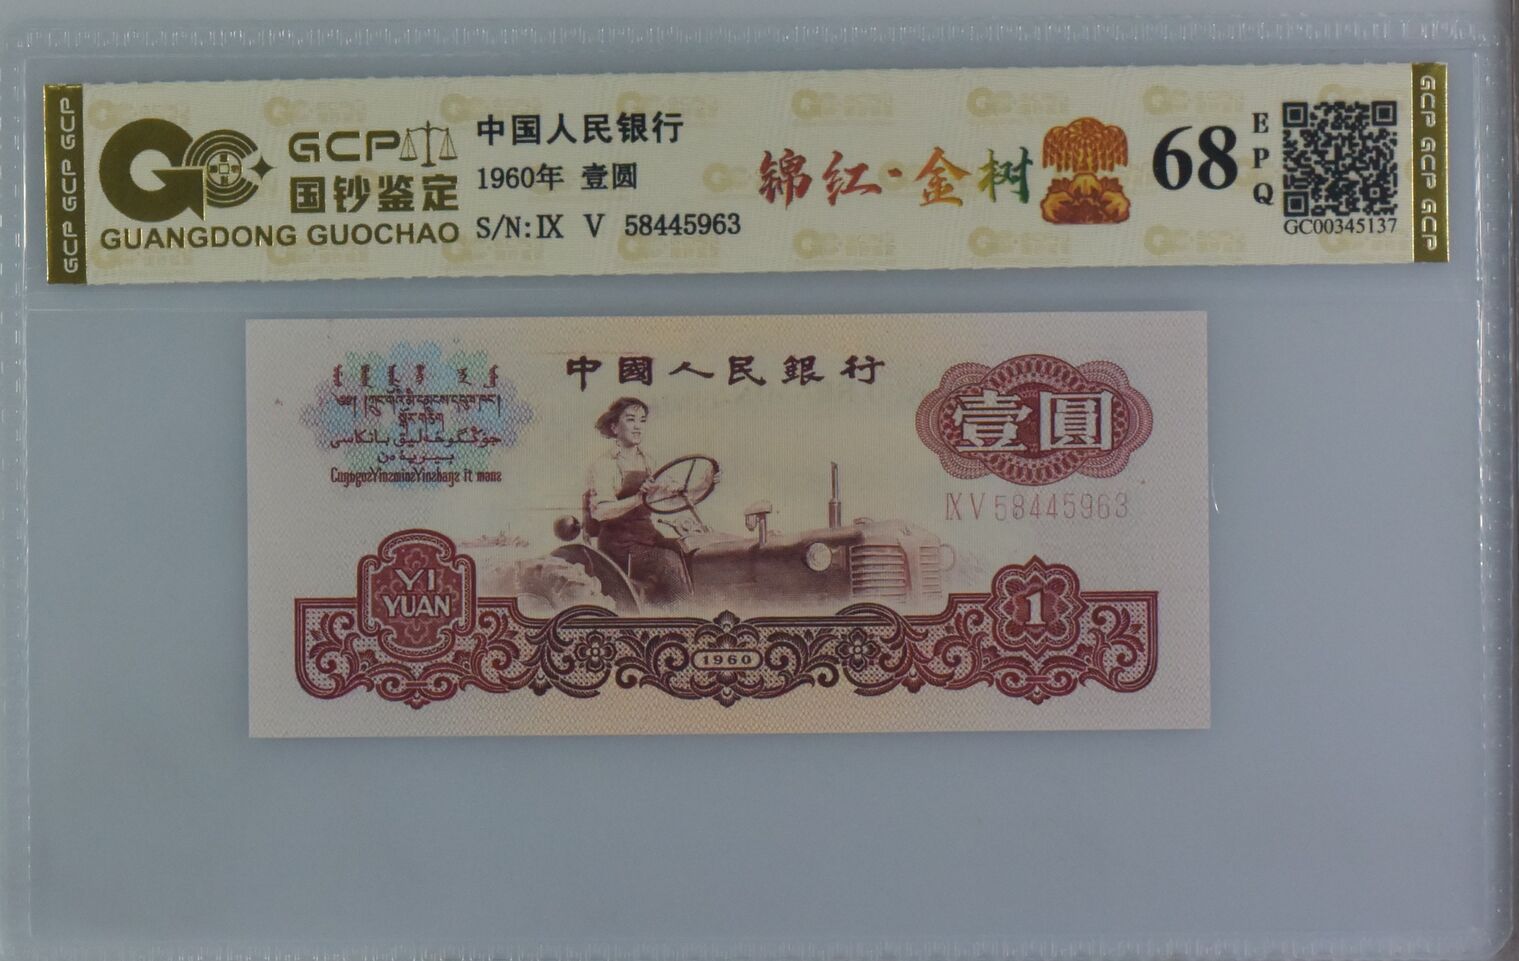 GCP GCP GCP
GCP
国钞鉴定
GUANGDONG GUOCHAO
中国人民银行
1960年 壹圆
S/N:IX V 58445963
锦红·金树
68
EPQ
GC00345137
GCP GCP GCP
中國人民銀行
壹圓
IX V 58445963
YI
YUAN
1960
1